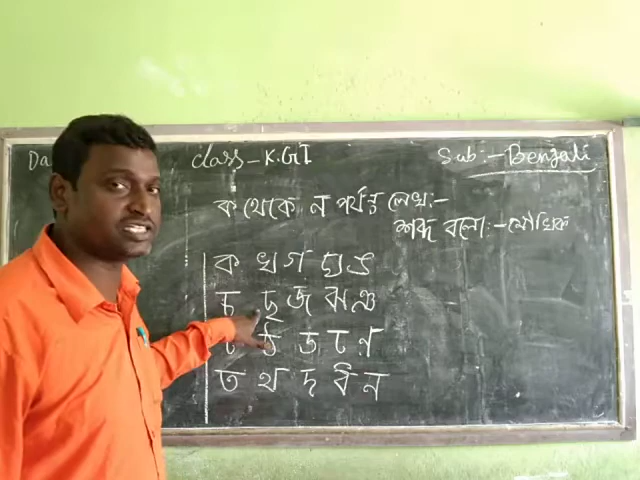 Da class - K.G I Sub:- Bengali
ক থেকে ন পর্যন্ত লেখ:-
শব্দ বলো:- মৌখিক
ক খ গ ঘ ঙ
চ ছ জ ঝ ঞ
ট ঠ ড ঢ ণ
ত থ দ ধ ন